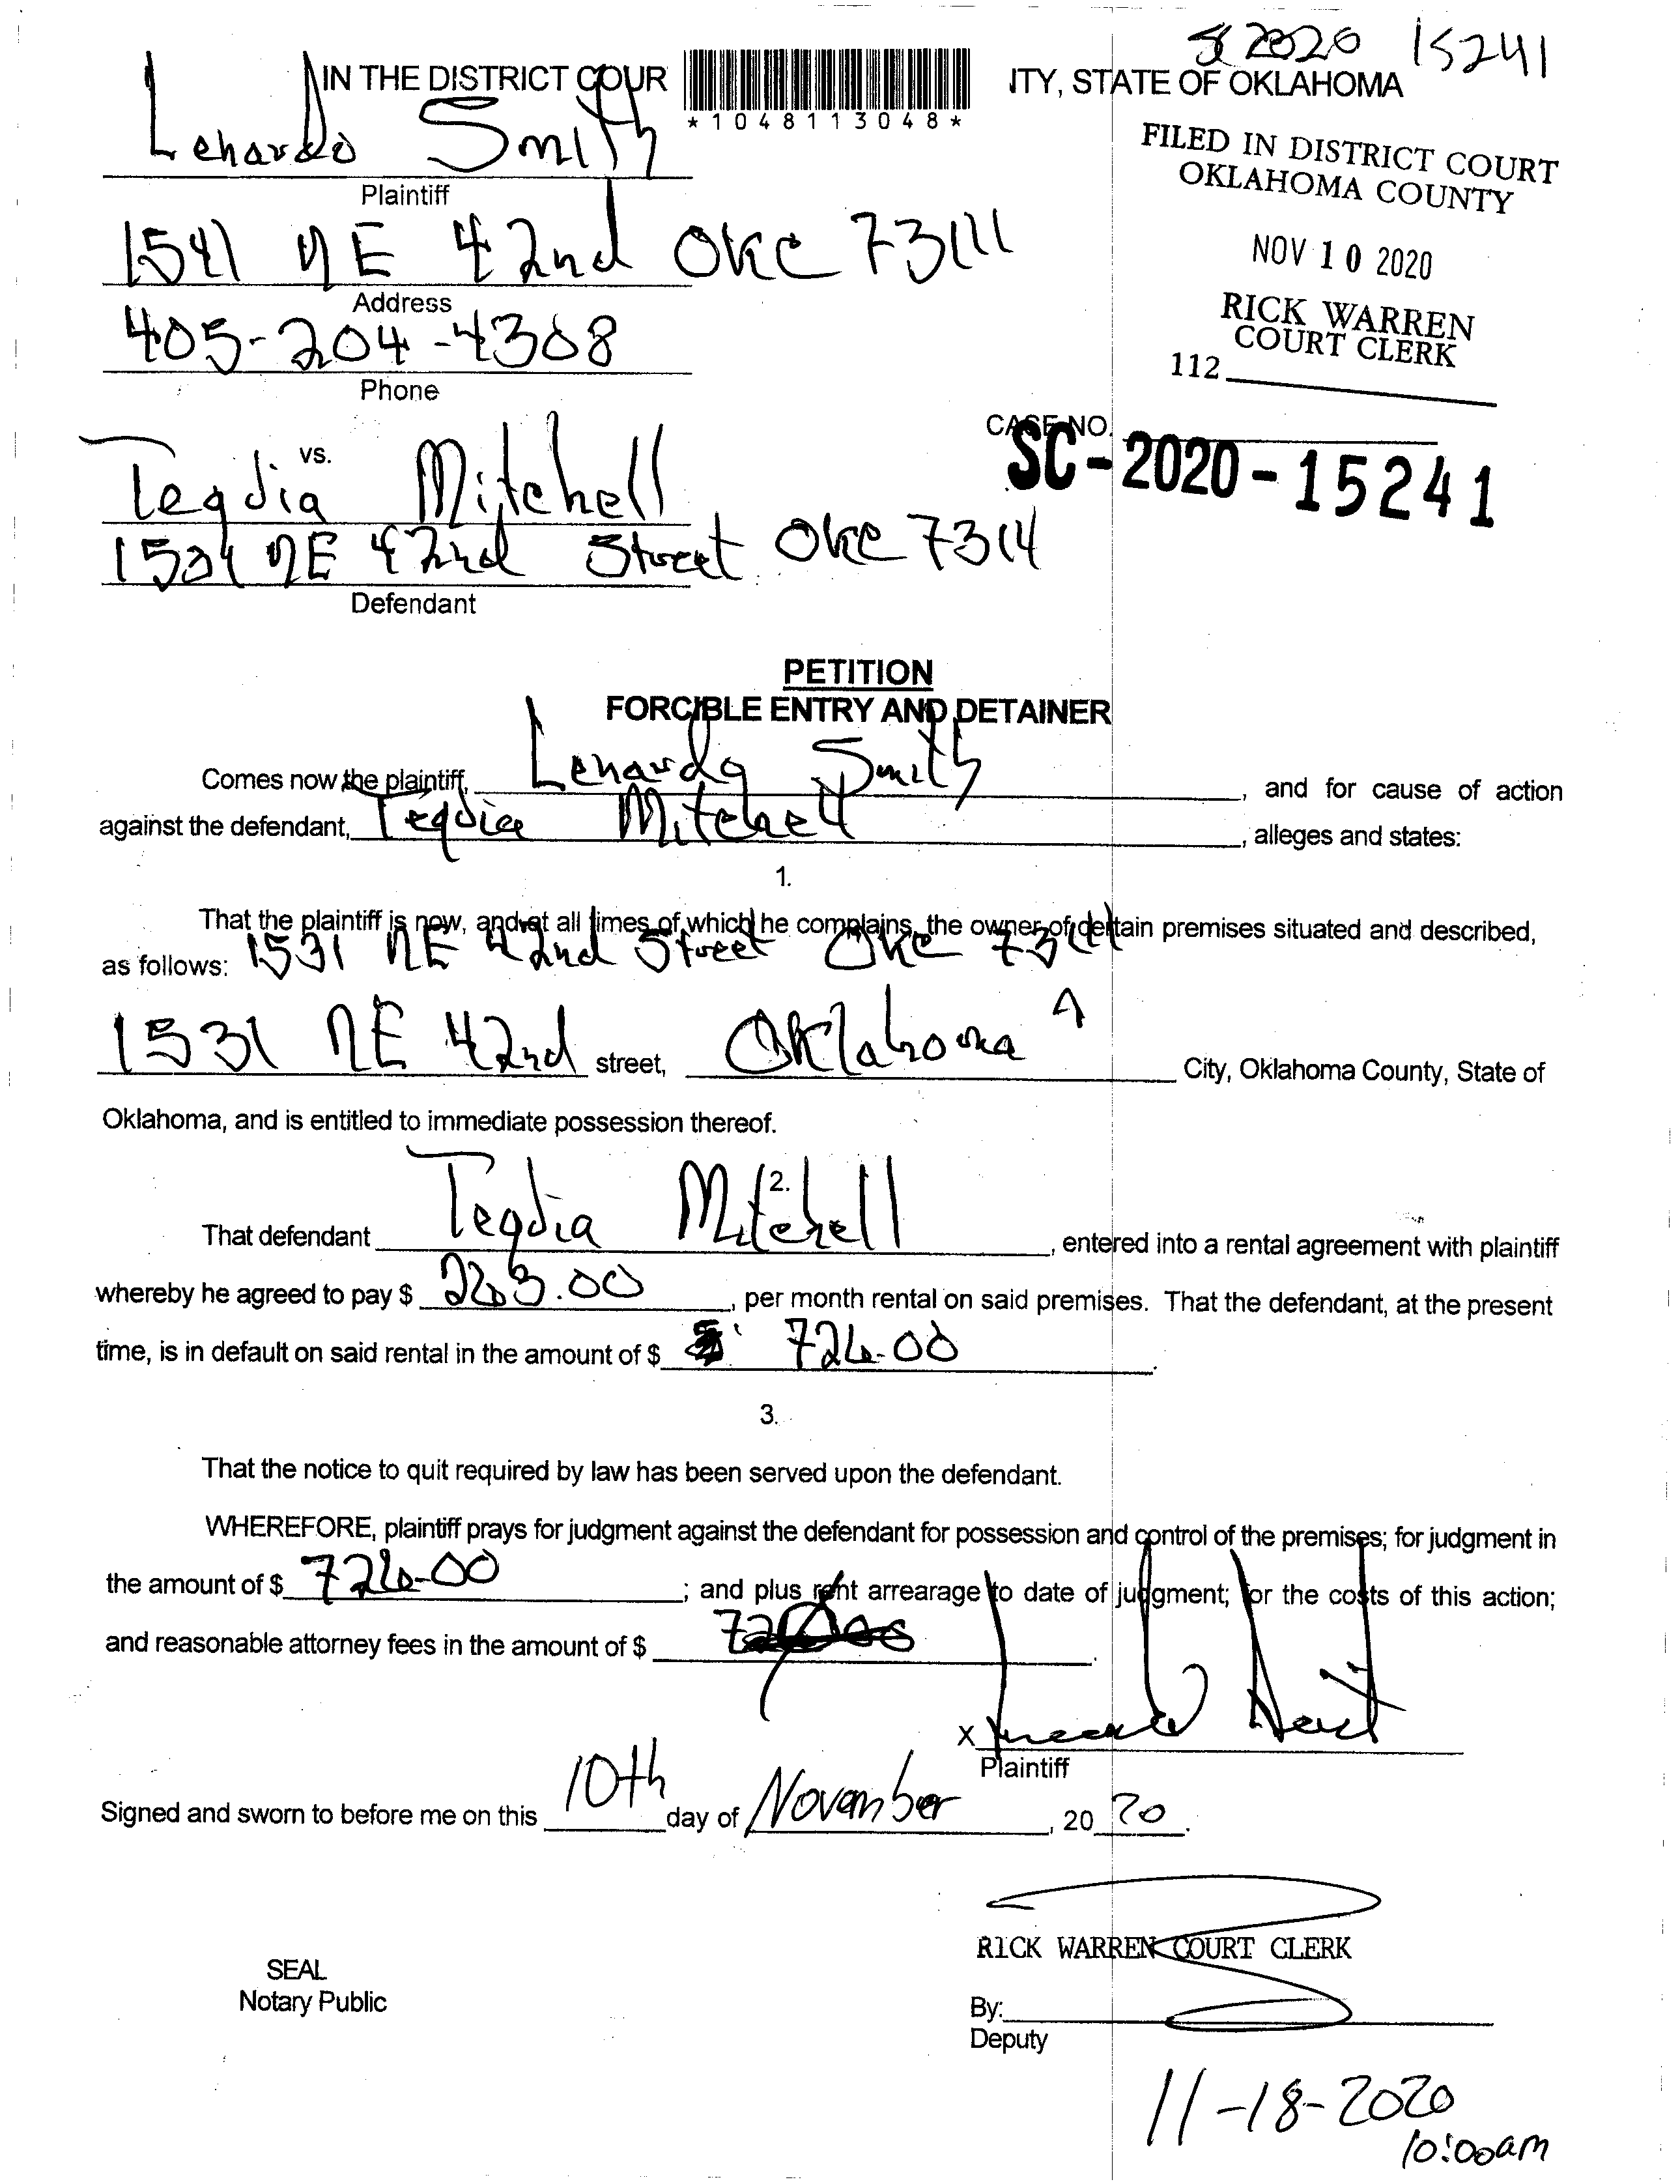 SC 2020 15241
IN THE DISTRICT COUR ITY, STATE OF OKLAHOMA
*1048113048*
Lenardo Smith
Plaintiff
FILED IN DISTRICT COURT
OKLAHOMA COUNTY
NOV 10 2020
RICK WARREN
COURT CLERK
112
1541 NE 42nd OKC 73111
Address
405-204-4308
Phone
CASE NO.
SC-2020-15241
vs.
Teqdia Mitchell
NE 42nd Street OKC 7314
Defendant
PETITION
FORCIBLE ENTRY AND DETAINER
Comes now the plaintiff, Lenardo Smith, and for cause of action
against the defendant, Teqdia Mitchell, alleges and states:
1.
That the plaintiff is now, and at all times of which he complains, the owner of certain premises situated and described,
as follows: 1531 NE 42nd Street OKC
1531 NE 42nd street, Oklahoma City, Oklahoma County, State of
Oklahoma, and is entitled to immediate possession thereof.
2.
That defendant Teqdia Mitchell, entered into a rental agreement with plaintiff
whereby he agreed to pay $, per month rental on said premises. That the defendant, at the present
time, is in default on said rental in the amount of $.
3.
That the notice to quit required by law has been served upon the defendant.
WHEREFORE, plaintiff prays for judgment against the defendant for possession and control of the premises; for judgment in
the amount of $; and plus rent arrearage to date of judgment; for the costs of this action;
and reasonable attorney fees in the amount of $.
X
Plaintiff
Signed and sworn to before me on this 10th day of November, 20 20.
RICK WARREN COURT CLERK
SEAL
Notary Public
By:
Deputy
11-18-2020
10:00am